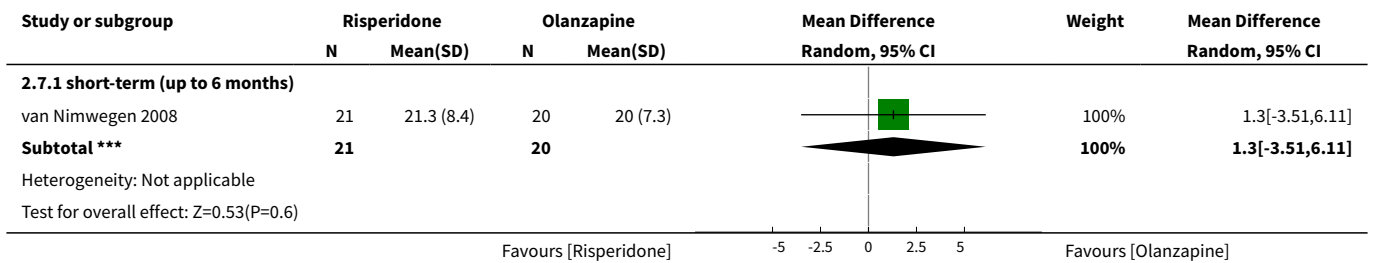 Study or subgroup Risperidone Olanzapine Mean Difference Weight Mean Difference
N Mean(SD) N Mean(SD) Random, 95% CI Random, 95% CI
2.7.1 short-term (up to 6 months)
van Nimwegen 2008 21 21.3 (8.4) 20 20 (7.3) 100% 1.3[-3.51,6.11]
Subtotal *** 21 20 100% 1.3[-3.51,6.11]
Heterogeneity: Not applicable
Test for overall effect: Z=0.53(P=0.6)
Favours [Risperidone] -5 -2.5 0 2.5 5 Favours [Olanzapine]